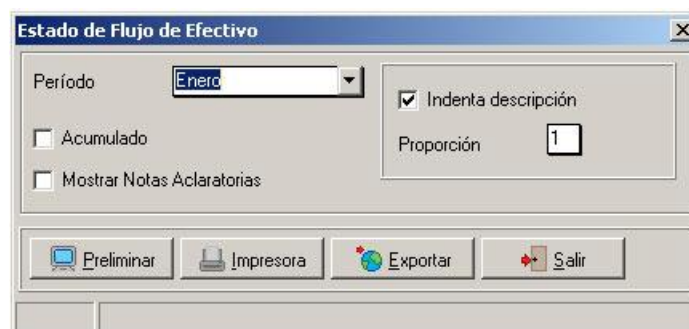 Estado de Flujo de Efectivo
Período
Enero
Indenta descripción
Acumulado
Proporción
1
Mostrar Notas Aclaratorias
Preliminar
Impresora
Exportar
Salir